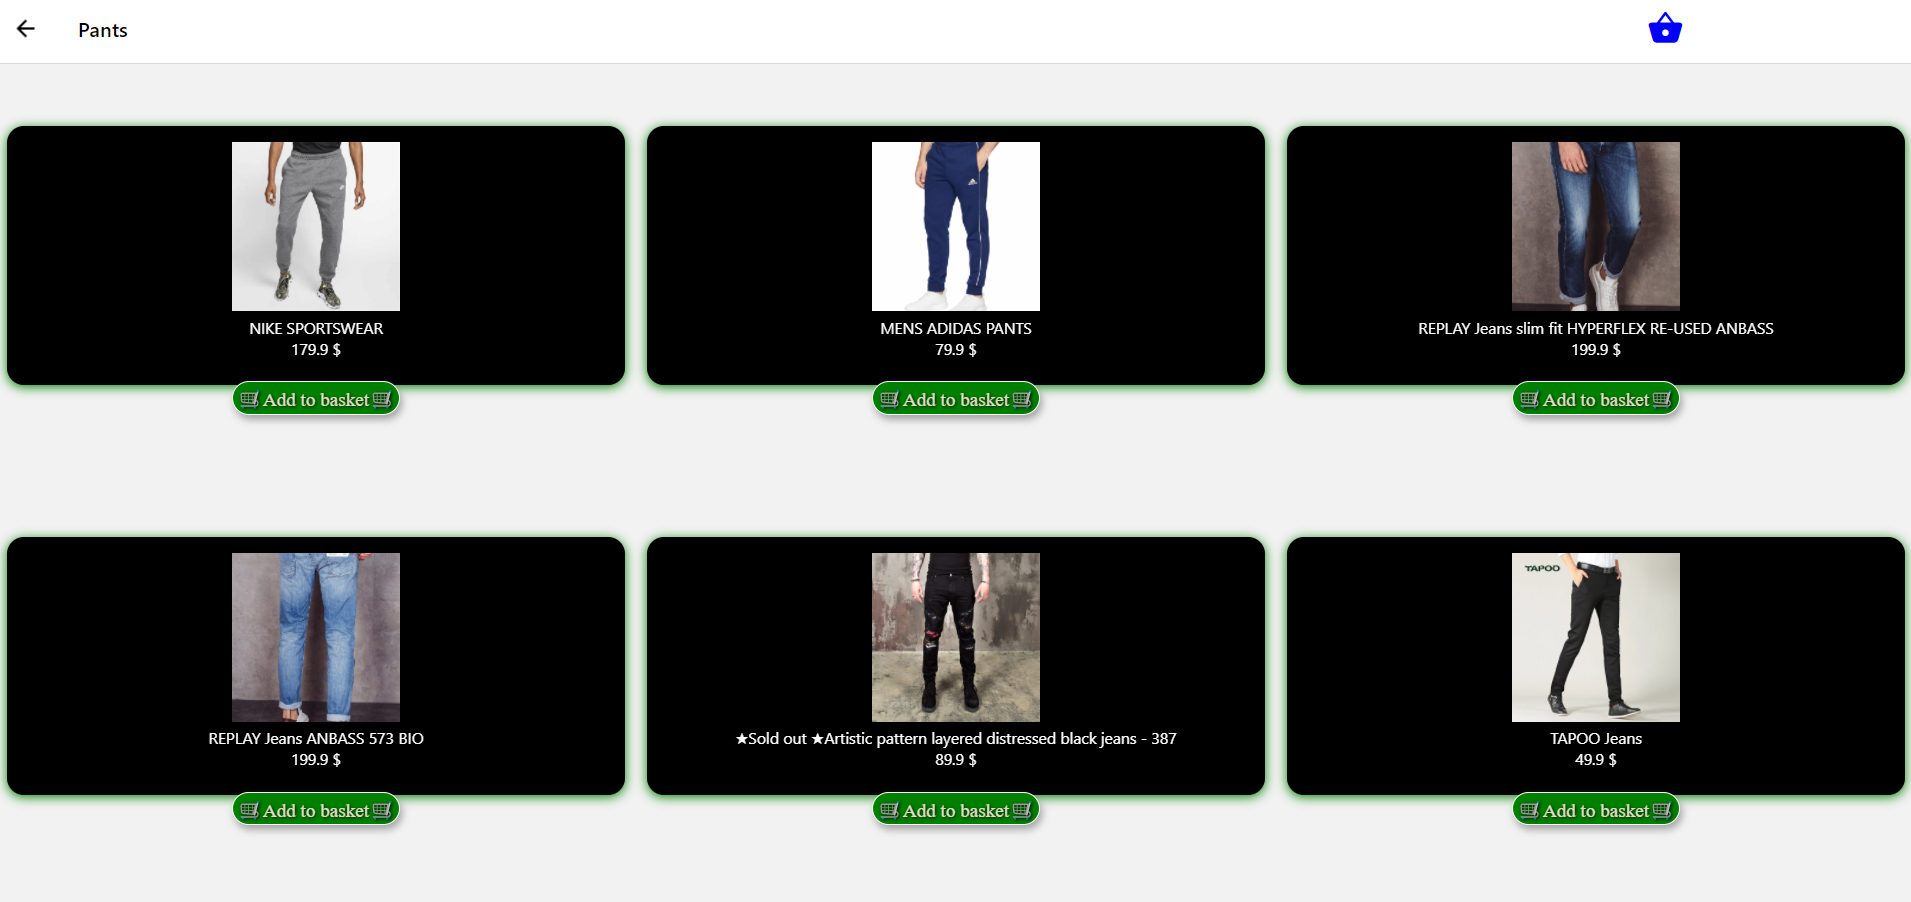 Pants
NIKE SPORTSWEAR
179.9 $
🛒Add to basket🛒
MENS ADIDAS PANTS
79.9 $
🛒Add to basket🛒
REPLAY Jeans slim fit HYPERFLEX RE-USED ANBASS
199.9 $
🛒Add to basket🛒
REPLAY Jeans ANBASS 573 BIO
199.9 $
🛒Add to basket🛒
★Sold out ★Artistic pattern layered distressed black jeans - 387
89.9 $
🛒Add to basket🛒
TAPOO
TAPOO Jeans
49.9 $
🛒Add to basket🛒